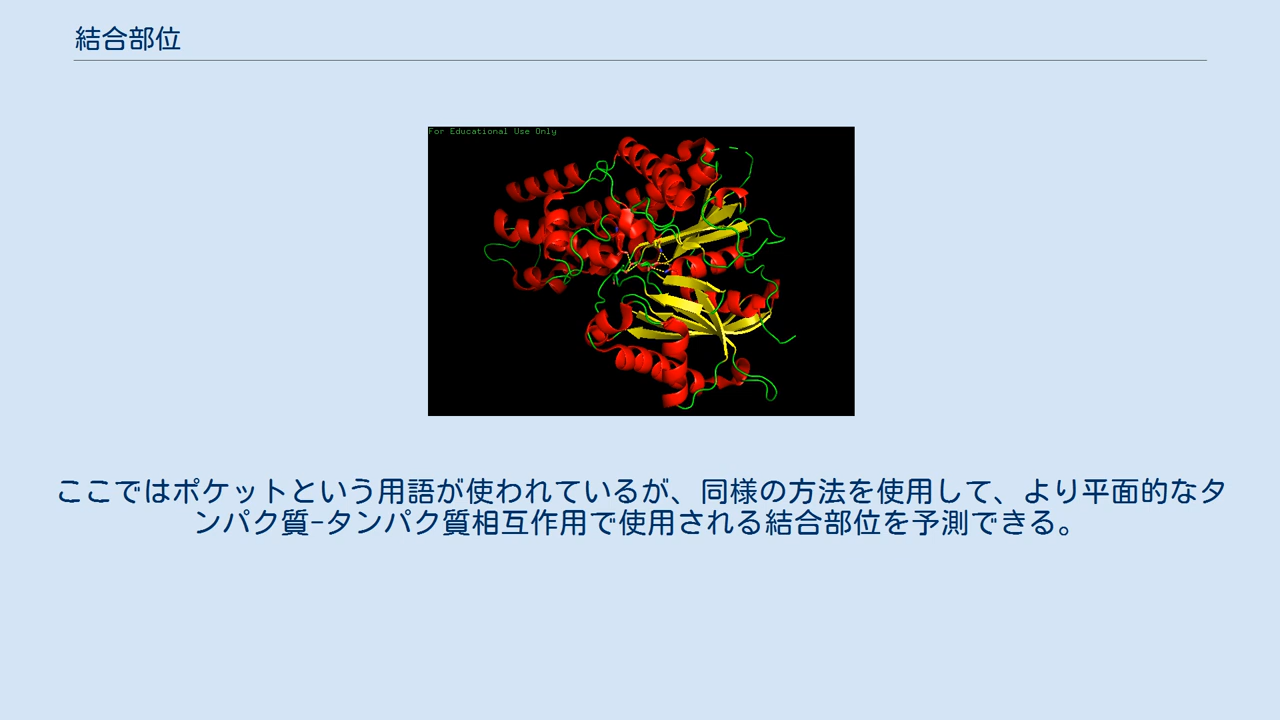 結合部位
For Educational Use Only
ここではポケットという用語が使われているが、同様の方法を使用して、より平面的なタ
ンパク質-タンパク質相互作用で使用される結合部位を予測できる。